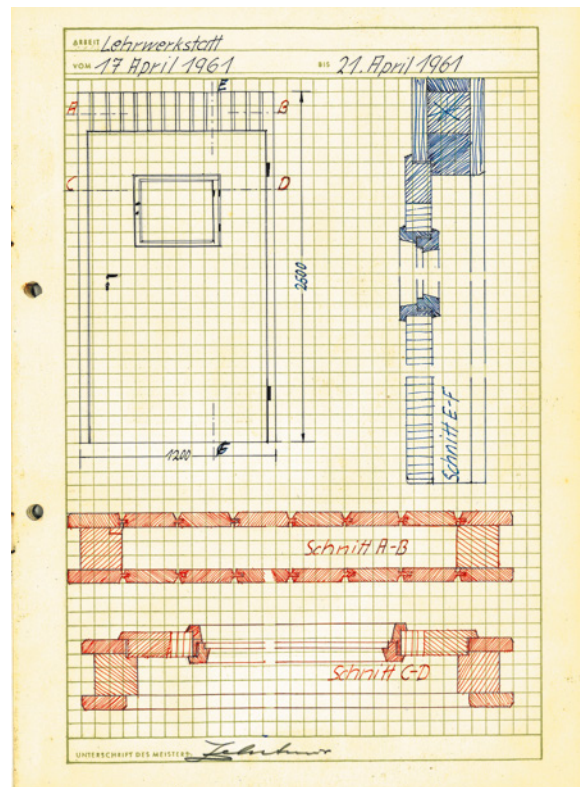 ARBEIT Lehrwerkstatt
VOM 17 April 1961 BIS 21. April 1961
E
A B
C D
2500
1200
Schnitt E-F
Schnitt A-B
Schnitt C-D
UNTERSCHRIFT DES MEISTERS: